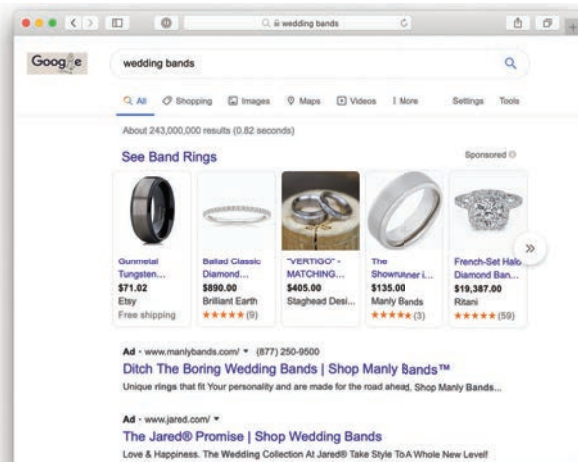 wedding bands
Google
wedding bands
All Shopping Images Maps Videos More Settings Tools
About 243,000,000 results (0.82 seconds)
See Band Rings
Sponsored
Gunmetal
Tungsten...
$71.02
Etsy
Free shipping
Ballad Classic
Diamond...
$890.00
Brilliant Earth
(9)
"VERTIGO" -
MATCHING...
$405.00
Staghead Desi...
The
Showrunner i...
$135.00
Manly Bands
(3)
French-Set Halo
Diamond Ban...
$19,387.00
Ritani
(59)
Ad · www.manlybands.com/ (877) 250-9500
Ditch The Boring Wedding Bands | Shop Manly Bands™
Unique rings that fit Your personality and are made for the road ahead. Shop Manly Bands...
Ad · www.jared.com/
The Jared® Promise | Shop Wedding Bands
Love & Happiness. The Wedding Collection At Jared® Take Style To A Whole New Level!